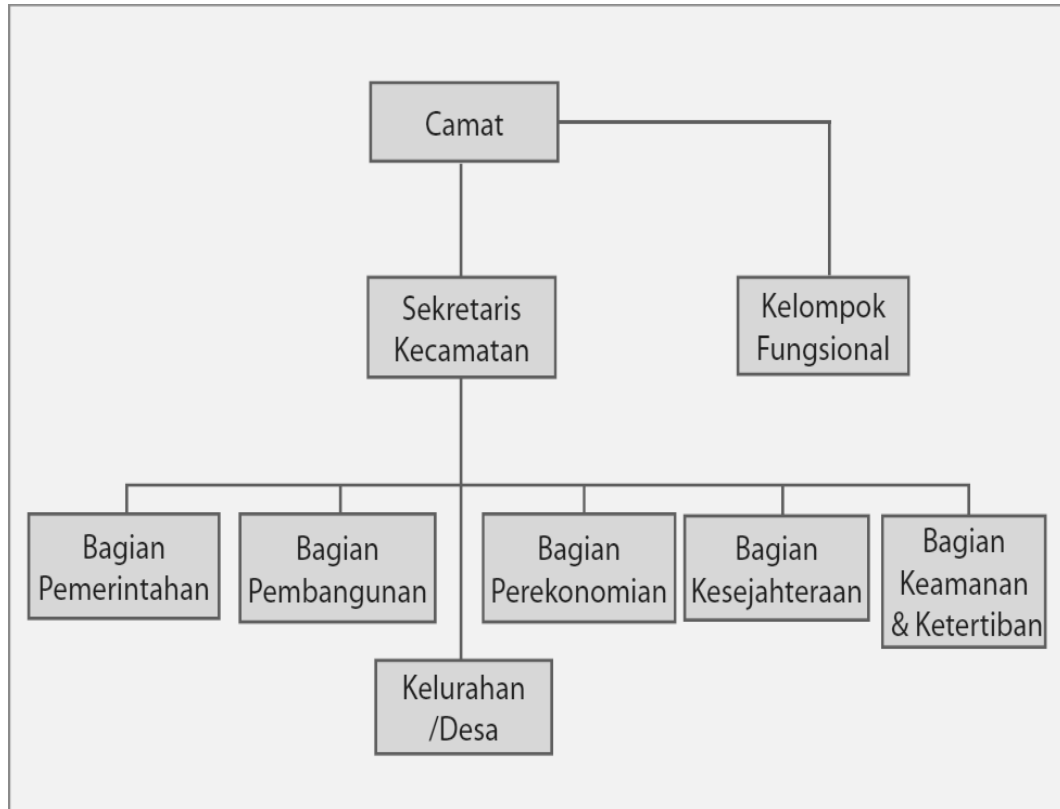 Camat
Sekretaris
Kecamatan
Kelompok
Fungsional
Bagian
Pemerintahan
Bagian
Pembangunan
Bagian
Perekonomian
Bagian
Kesejahteraan
Bagian
Keamanan
& Ketertiban
Kelurahan
/Desa